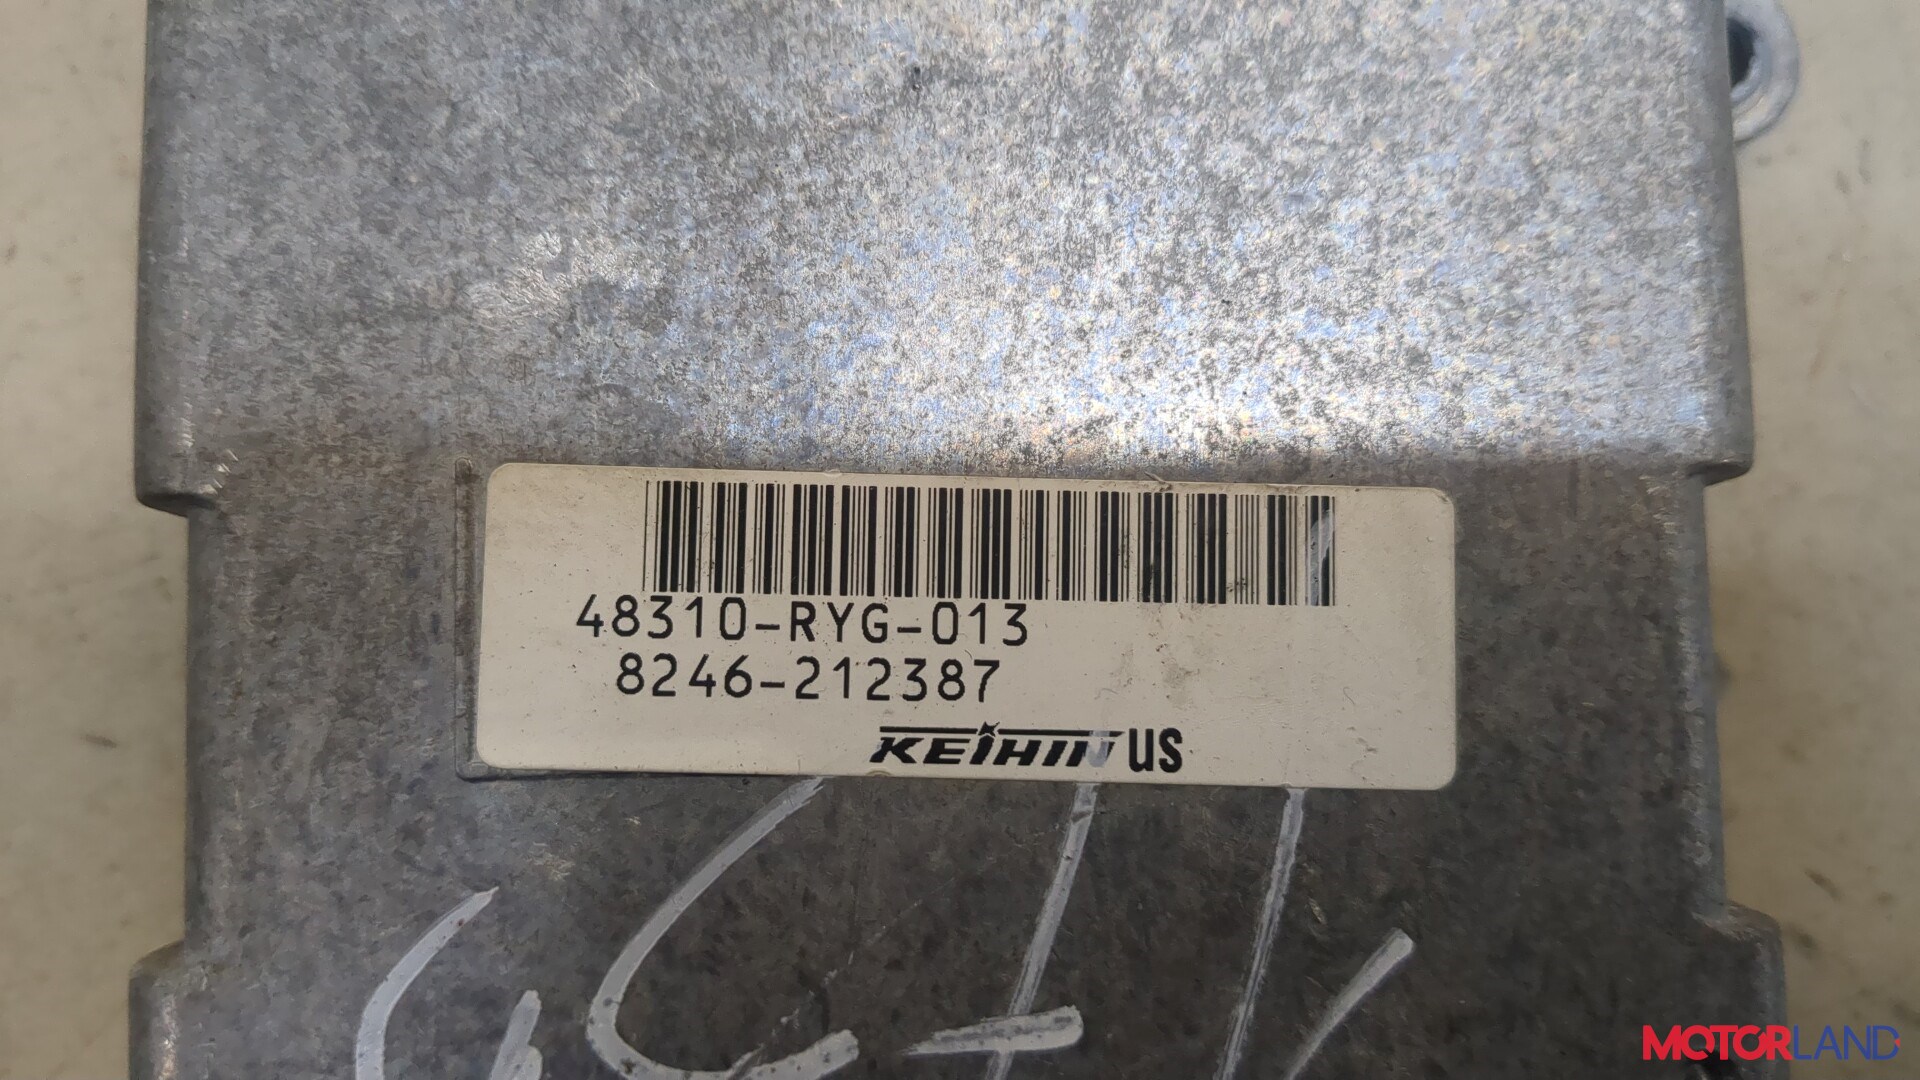 48310-RYG-013
8246-212387
KEIHIN US
MOTORLAND